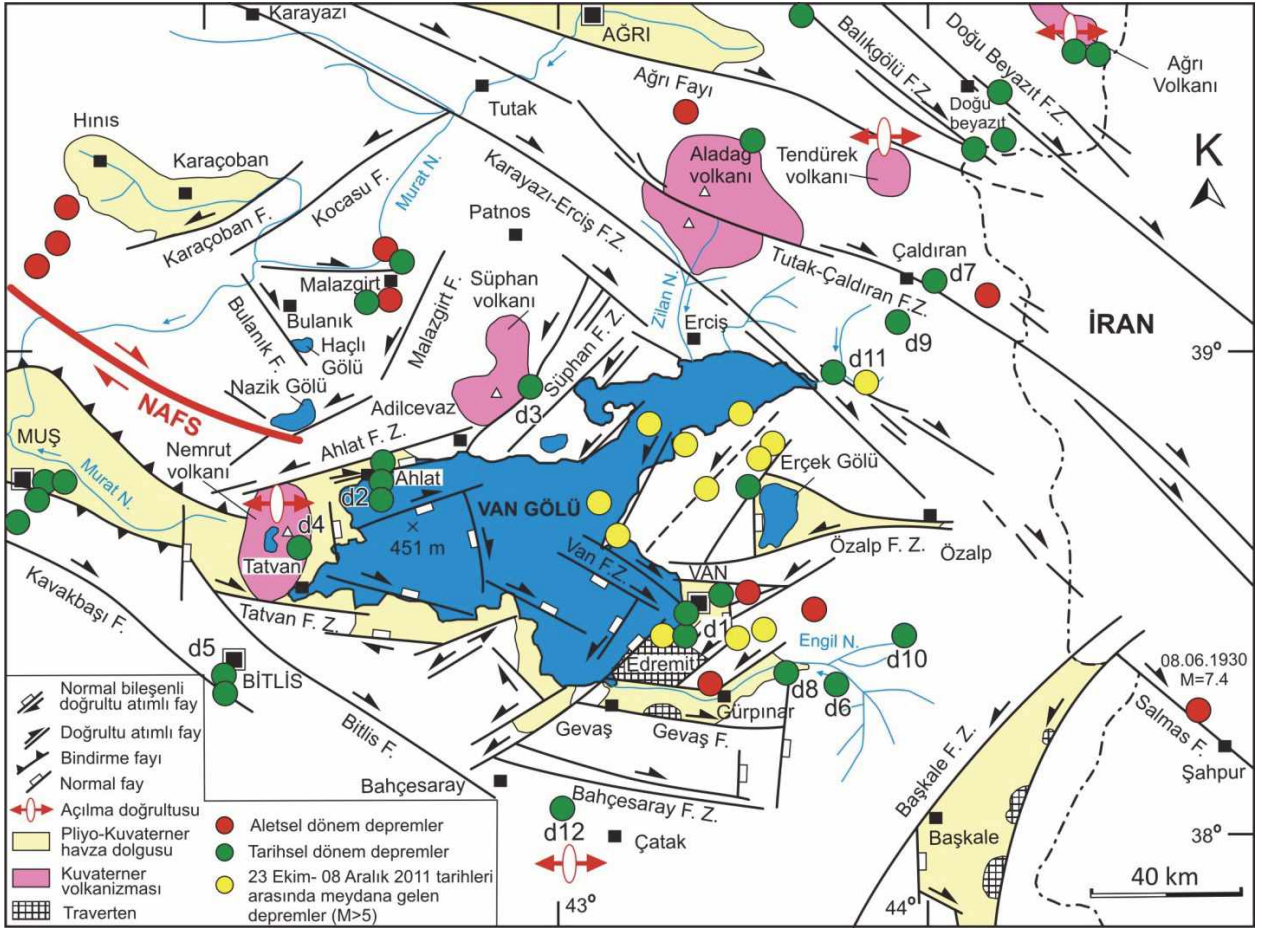 Karayazı
AĞRI
Balıkgölü F.Z.
Doğu Beyazıt F.Z.
Ağrı
Volkanı
Ağrı Fayı
Tutak
Doğu
beyazıt
K
Hınıs
Karaçoban
Kocasu F.
Murat N.
Karayazı-Erciş F.Z.
Aladag
volkanı
Tendürek
volkanı
Karaçoban F.
Patnos
Tutak-Çaldıran F.Z.
Çaldıran
d7
Malazgirt
Malazgirt F.
Süphan
volkanı
Zilan N.
Bulanık
Bulanık F.
Haçlı
Gölü
Süphan F.Z.
Erciş
d9
İRAN
39°
d11
NAFS
Nazik Gölü
Adilcevaz
d3
MUŞ
Nemrut
volkanı
Ahlat F. Z.
Erçek Gölü
Murat N.
Ahlat
d2
VAN GÖLÜ
451 m
d4
Tatvan
Özalp F. Z.
Özalp
Van F.Z.
VAN
Kavakbaşı F.
Tatvan F. Z.
d1
Engil N.
d10
d5
BİTLİS
Edremit
08.06.1930
M=7.4
d8
d6
Gürpınar
Salmas F.
Gevaş
Gevaş F.
Bitlis F.
Başkale F. Z.
Şahpur
Bahçesaray
Bahçesaray F. Z.
d12
Çatak
Başkale
38°
40 km
43°
44°
Normal bileşenli
doğrultu atımlı fay
Doğrultu atımlı fay
Bindirme fayı
Normal fay
Açılma doğrultusu
Pliyo-Kuvaterner
havza dolgusu
Kuvaterner
volkanizması
Traverten
Aletsel dönem depremler
Tarihsel dönem depremler
23 Ekim- 08 Aralık 2011 tarihleri
arasında meydana gelen
depremler (M>5)